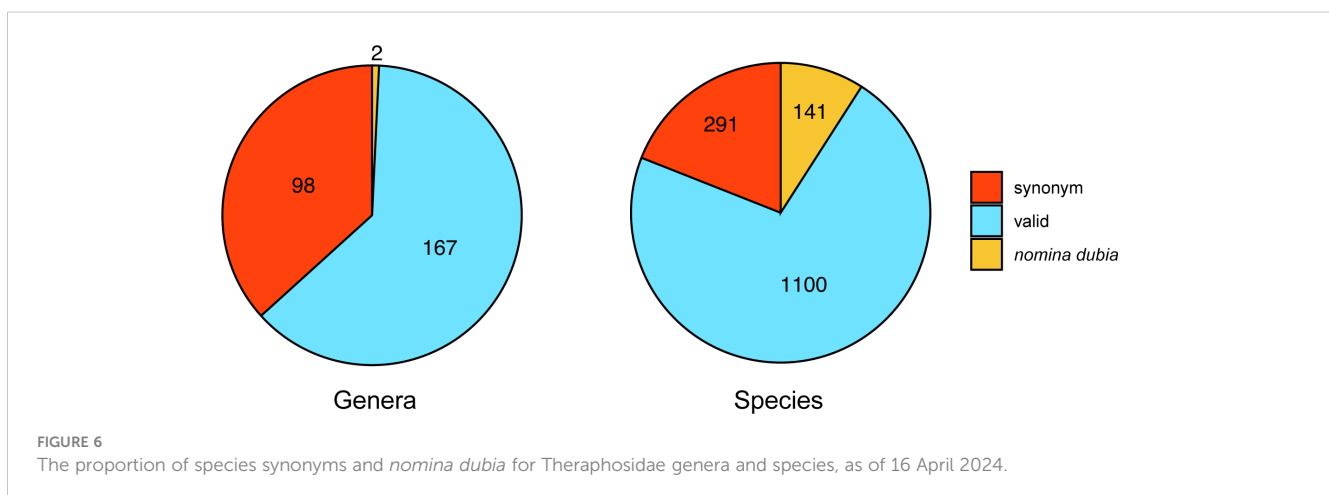 2
98
167
Genera
291
141
1100
Species
synonym
valid
nomina dubia
FIGURE 6
The proportion of species synonyms and nomina dubia for Theraphosidae genera and species, as of 16 April 2024.